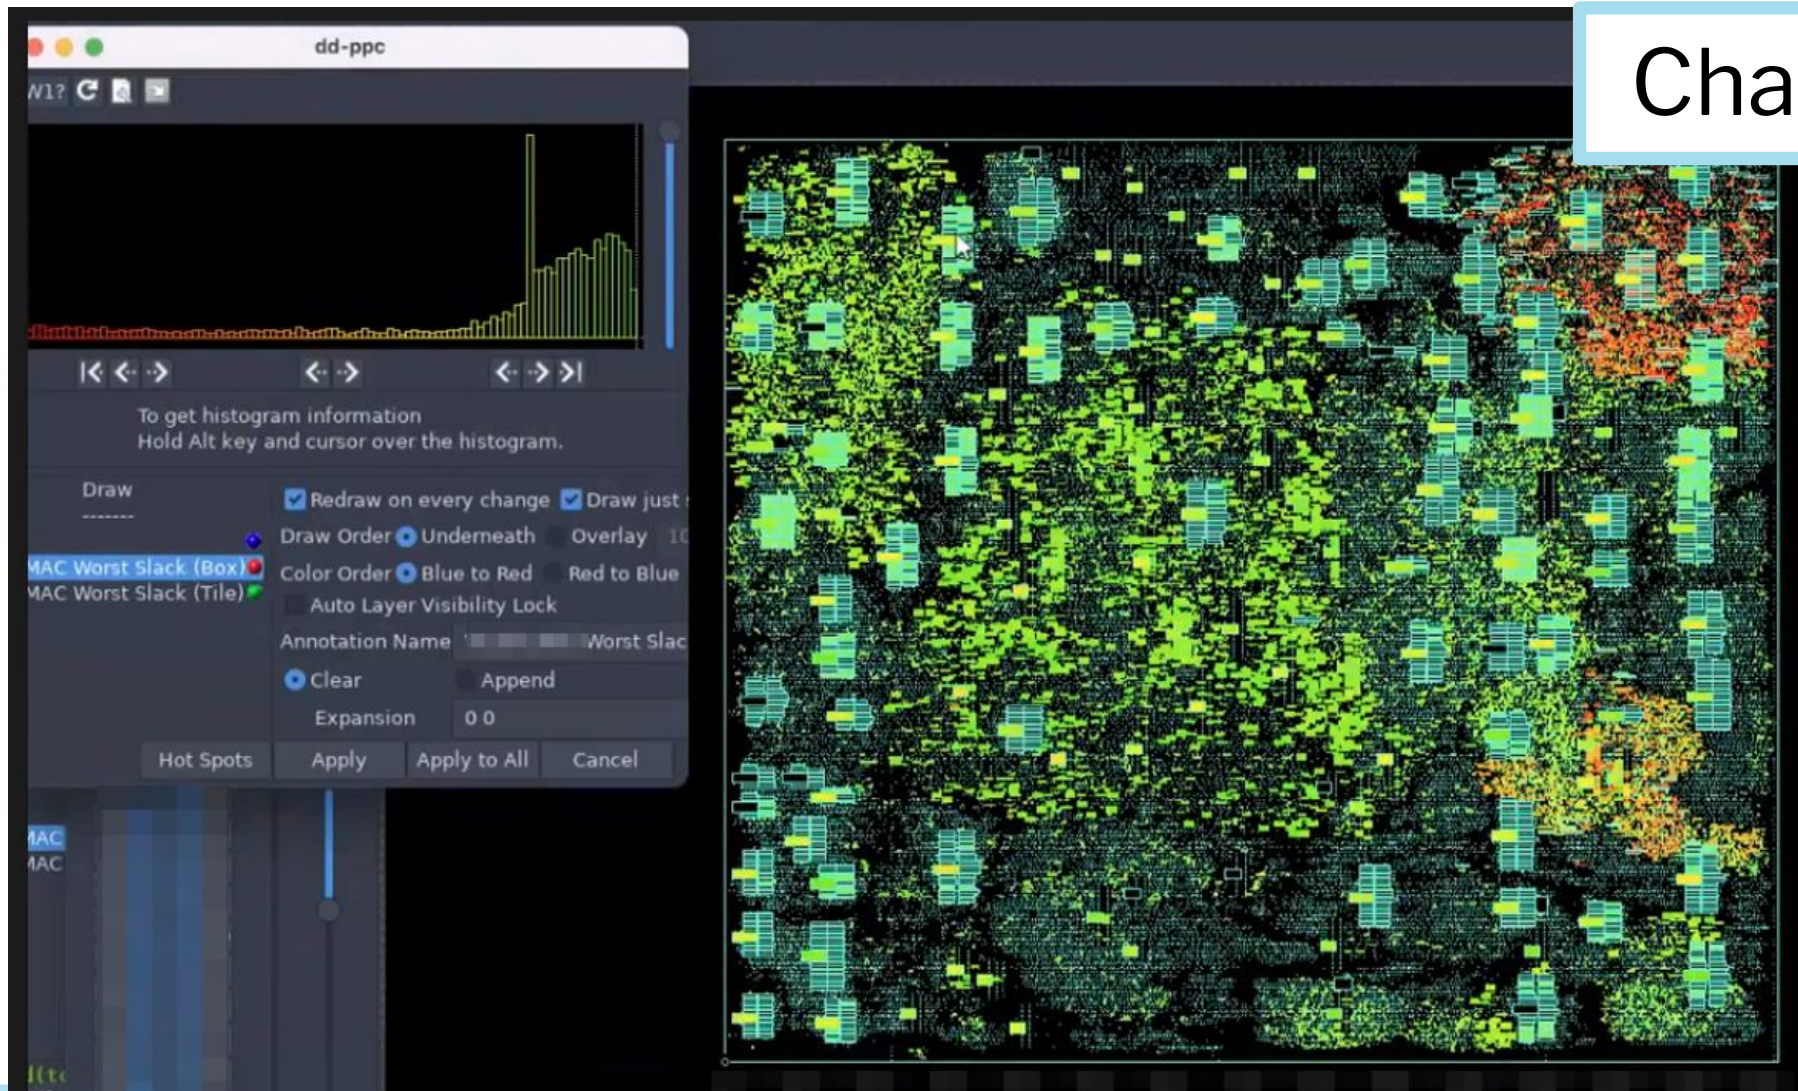 Cha
dd-ppc
W1?
To get histogram information
Hold Alt key and cursor over the histogram.
Draw
-------
Redraw on every change Draw just
Draw Order Underneath Overlay 10
MAC Worst Slack (Box)
Color Order Blue to Red Red to Blue
MAC Worst Slack (Tile)
Auto Layer Visibility Lock
Annotation Name Worst Slac
Clear Append
Expansion 0 0
Hot Spots Apply Apply to All Cancel
MAC
MAC